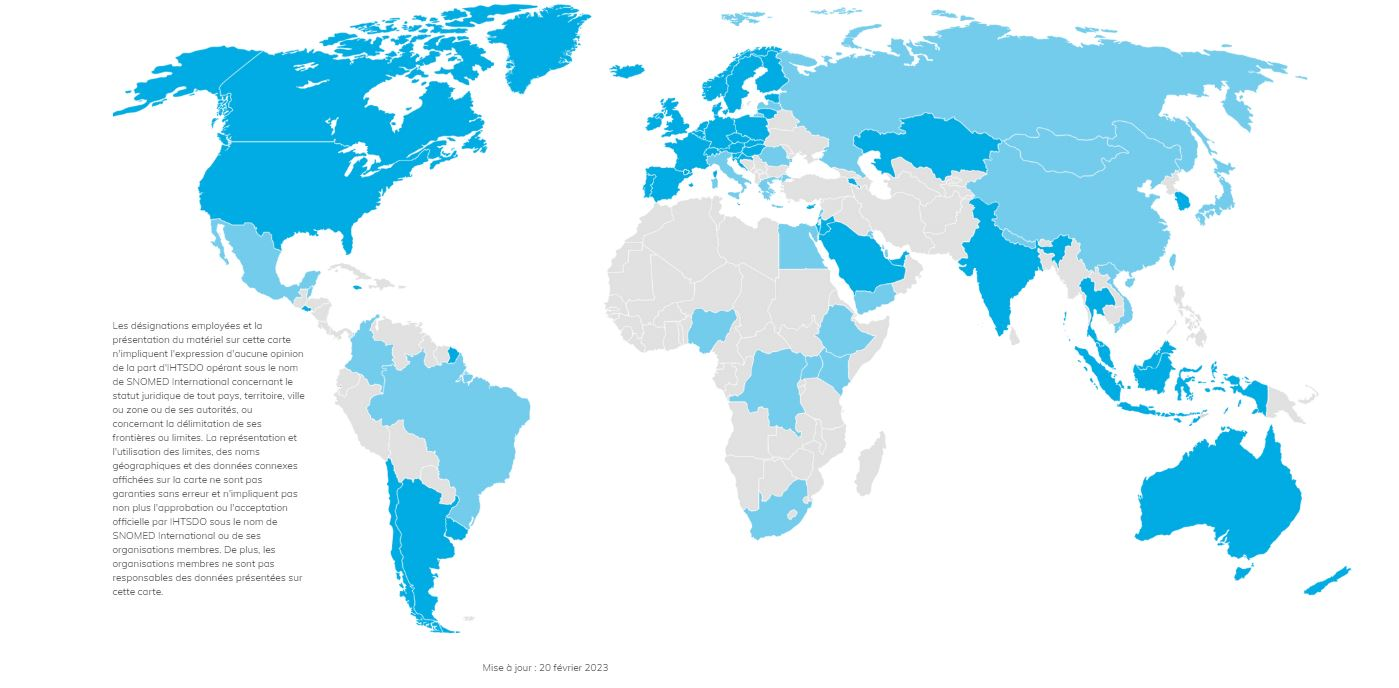 Les désignations employées et la
présentation du matériel sur cette carte
n'impliquent l'expression d'aucune opinion
de la part d'IHTSDO opérant sous le nom
de SNOMED International concernant le
statut juridique de tout pays, territoire, ville
ou zone ou de ses autorités, ou
concernant la délimitation de ses
frontières ou limites. La représentation et
l'utilisation des limites, des noms
géographiques et des données connexes
affichées sur la carte ne sont pas
garanties sans erreur et n'impliquent pas
non plus l'approbation ou l'acceptation
officielle par IHTSDO sous le nom de
SNOMED International ou de ses
organisations membres. De plus, les
organisations membres ne sont pas
responsables des données présentées sur
cette carte.
Mise à jour : 20 février 2023